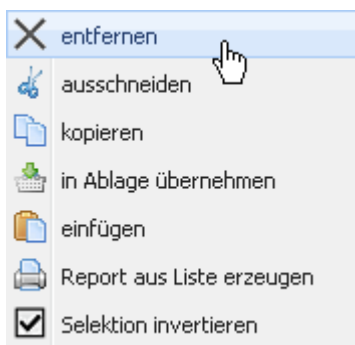 entfernen
ausschneiden
kopieren
in Ablage übernehmen
einfügen
Report aus Liste erzeugen
Selektion invertieren